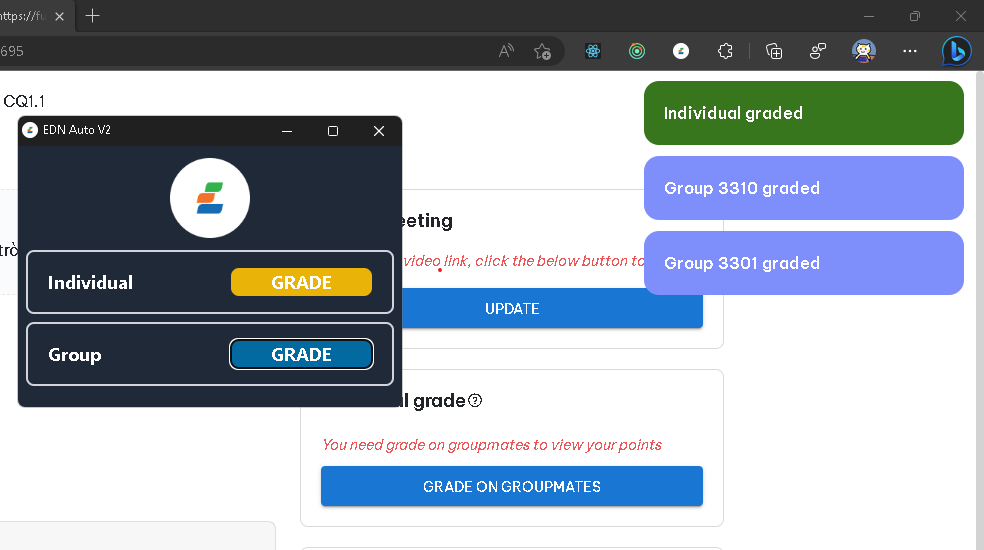 https://fu
695
CQ1.1
EDN Auto V2
Individual
GRADE
Group
GRADE
trò
eeting
video link, click the below button to
UPDATE
l grade
You need grade on groupmates to view your points
GRADE ON GROUPMATES
Individual graded
Group 3310 graded
Group 3301 graded